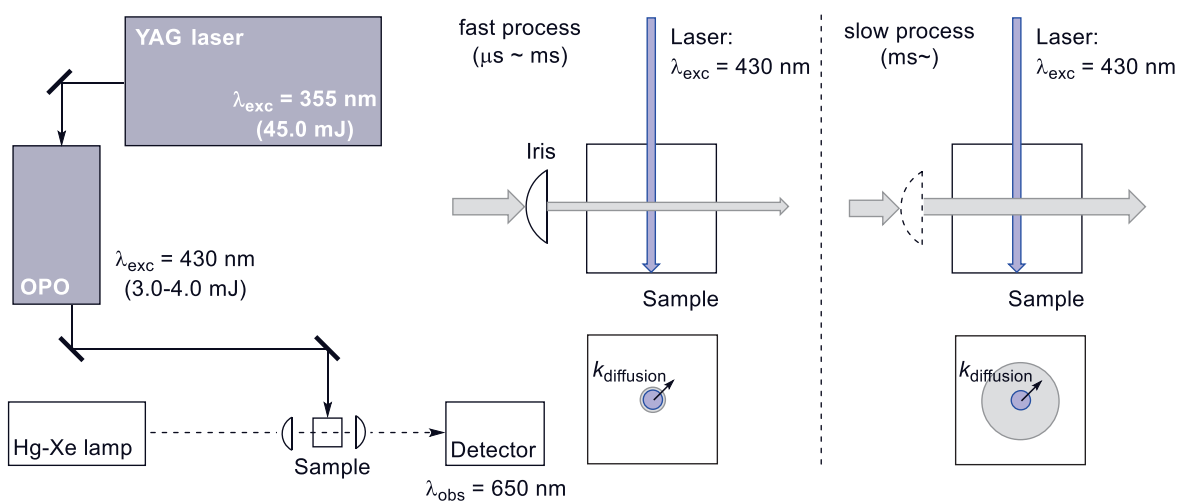 YAG laser
λexc = 355 nm
(45.0 mJ)
OPO
λexc = 430 nm
(3.0-4.0 mJ)
Hg-Xe lamp
Sample
Detector
λobs = 650 nm
fast process
(μs ~ ms)
Laser:
λexc = 430 nm
Iris
Sample
kdiffusion
slow process
(ms~)
Laser:
λexc = 430 nm
Sample
kdiffusion